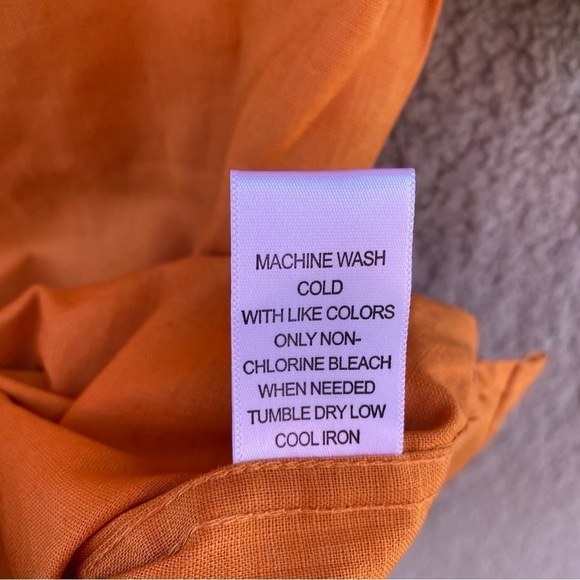 MACHINE WASH
COLD
WITH LIKE COLORS
ONLY NON-
CHLORINE BLEACH
WHEN NEEDED
TUMBLE DRY LOW
COOL IRON